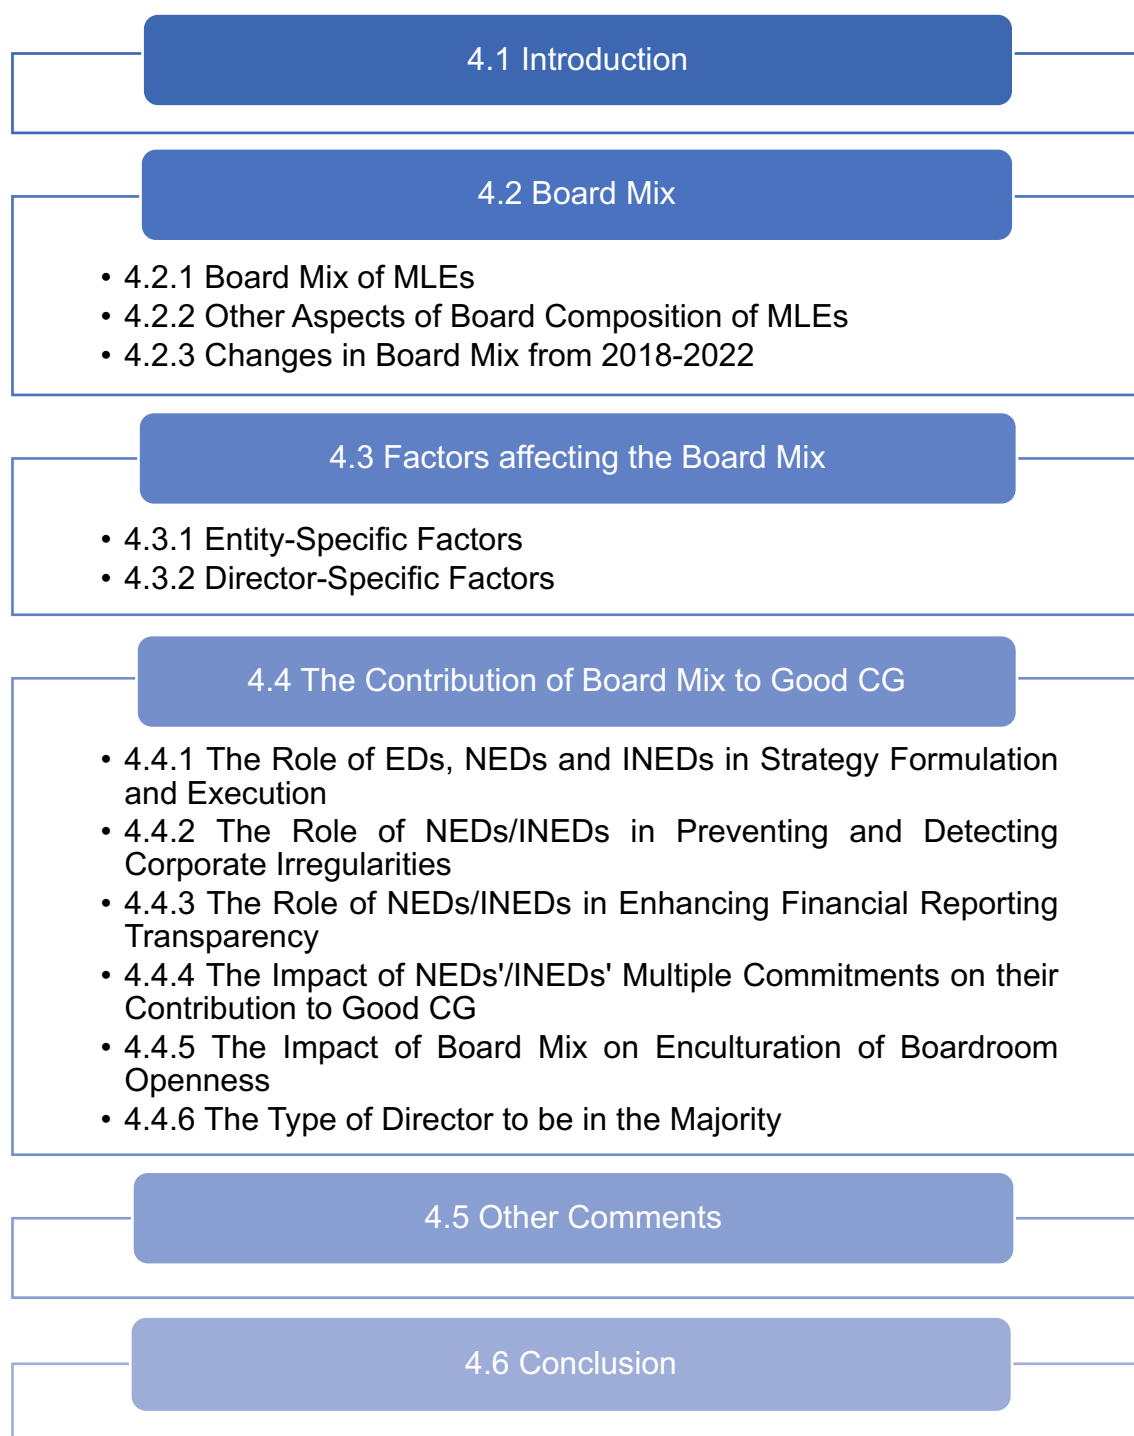 4.1 Introduction
4.2 Board Mix
• 4.2.1 Board Mix of MLEs
• 4.2.2 Other Aspects of Board Composition of MLEs
• 4.2.3 Changes in Board Mix from 2018-2022
4.3 Factors affecting the Board Mix
• 4.3.1 Entity-Specific Factors
• 4.3.2 Director-Specific Factors
4.4 The Contribution of Board Mix to Good CG
• 4.4.1 The Role of EDs, NEDs and INEDs in Strategy Formulation
and Execution
• 4.4.2 The Role of NEDs/INEDs in Preventing and Detecting
Corporate Irregularities
• 4.4.3 The Role of NEDs/INEDs in Enhancing Financial Reporting
Transparency
• 4.4.4 The Impact of NEDs'/INEDs' Multiple Commitments on their
Contribution to Good CG
• 4.4.5 The Impact of Board Mix on Enculturation of Boardroom
Openness
• 4.4.6 The Type of Director to be in the Majority
4.5 Other Comments
4.6 Conclusion